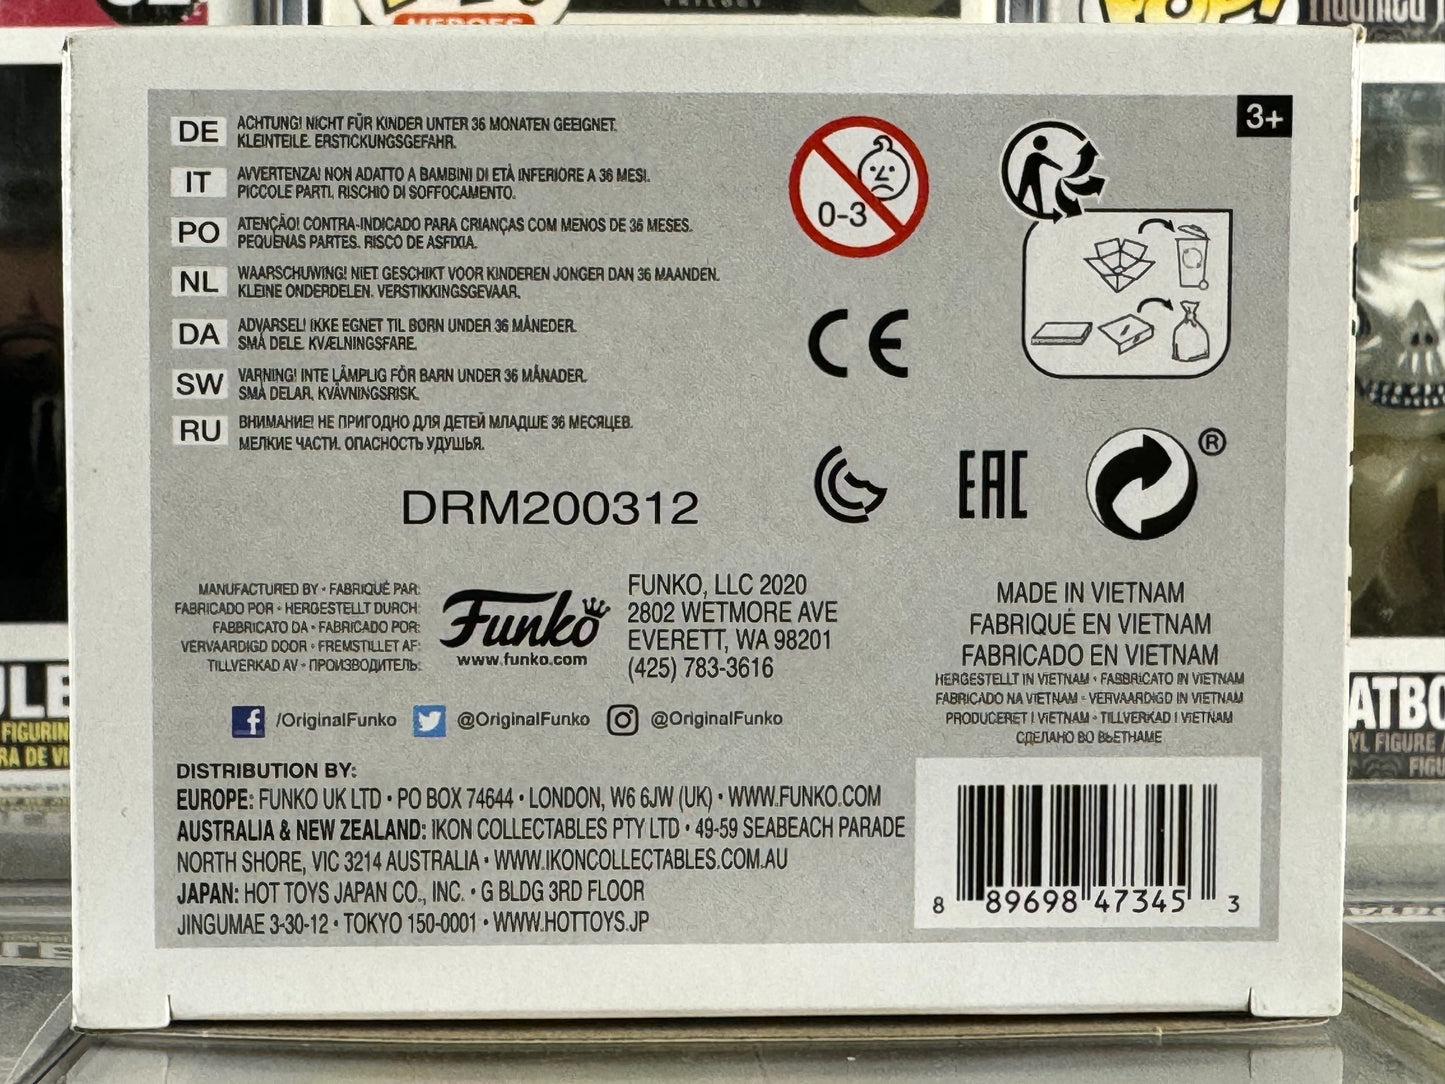 HEROES
TRILOGY
3+
DE ACHTUNG! NICHT FÜR KINDER UNTER 36 MONATEN GEEIGNET.
KLEINTEILE. ERSTICKUNGSGEFAHR.
IT AVVERTENZA! NON ADATTO A BAMBINI DI ETÀ INFERIORE A 36 MESI.
PICCOLE PARTI. RISCHIO DI SOFFOCAMENTO.
PO ATENÇÃO! CONTRA-INDICADO PARA CRIANÇAS COM MENOS DE 36 MESES.
PEQUENAS PARTES. RISCO DE ASFIXIA.
NL WAARSCHUWING! NIET GESCHIKT VOOR KINDEREN JONGER DAN 36 MAANDEN.
KLEINE ONDERDELEN. VERSTIKKINGSGEVAAR.
DA ADVARSEL! IKKE EGNET TIL BØRN UNDER 36 MÅNEDER.
SMÅ DELE. KVÆLNINGSFARE.
SW VARNING! INTE LÄMPLIG FÖR BARN UNDER 36 MÅNADER.
SMÅ DELAR. KVÄVNINGSRISK.
RU ВНИМАНИЕ! НЕ ПРИГОДНО ДЛЯ ДЕТЕЙ МЛАДШЕ 36 МЕСЯЦЕВ.
МЕЛКИЕ ЧАСТИ. ОПАСНОСТЬ УДУШЬЯ.
0-3
CE
EAC
®
DRM200312
MANUFACTURED BY • FABRIQUÉ PAR:
FABRICADO POR • HERGESTELLT DURCH:
FABBRICATO DA • FABRICADO POR:
VERVAARDIGD DOOR • FREMSTILLET AF:
TILLVERKAD AV • ПРОИЗВОДИТЕЛЬ:
Funko
www.funko.com
FUNKO, LLC 2020
2802 WETMORE AVE
EVERETT, WA 98201
(425) 783-3616
MADE IN VIETNAM
FABRIQUÉ EN VIETNAM
FABRICADO EN VIETNAM
HERGESTELLT IN VIETNAM • FABBRICATO IN VIETNAM
FABRICADO NA VIETNAM • VERVAARDIGD IN VIETNAM
PRODUCERET I VIETNAM • TILLVERKAD I VIETNAM
СДЕЛАНО ВО ВЬЕТНАМЕ
/OriginalFunko @OriginalFunko @OriginalFunko
DISTRIBUTION BY:
EUROPE: FUNKO UK LTD • PO BOX 74644 • LONDON, W6 6JW (UK) • WWW.FUNKO.COM
AUSTRALIA & NEW ZEALAND: IKON COLLECTABLES PTY LTD • 49-59 SEABEACH PARADE
NORTH SHORE, VIC 3214 AUSTRALIA • WWW.IKONCOLLECTABLES.COM.AU
JAPAN: HOT TOYS JAPAN CO., INC. • G BLDG 3RD FLOOR
JINGUMAE 3-30-12 • TOKYO 150-0001 • WWW.HOTTOYS.JP
8 89698 47345 3